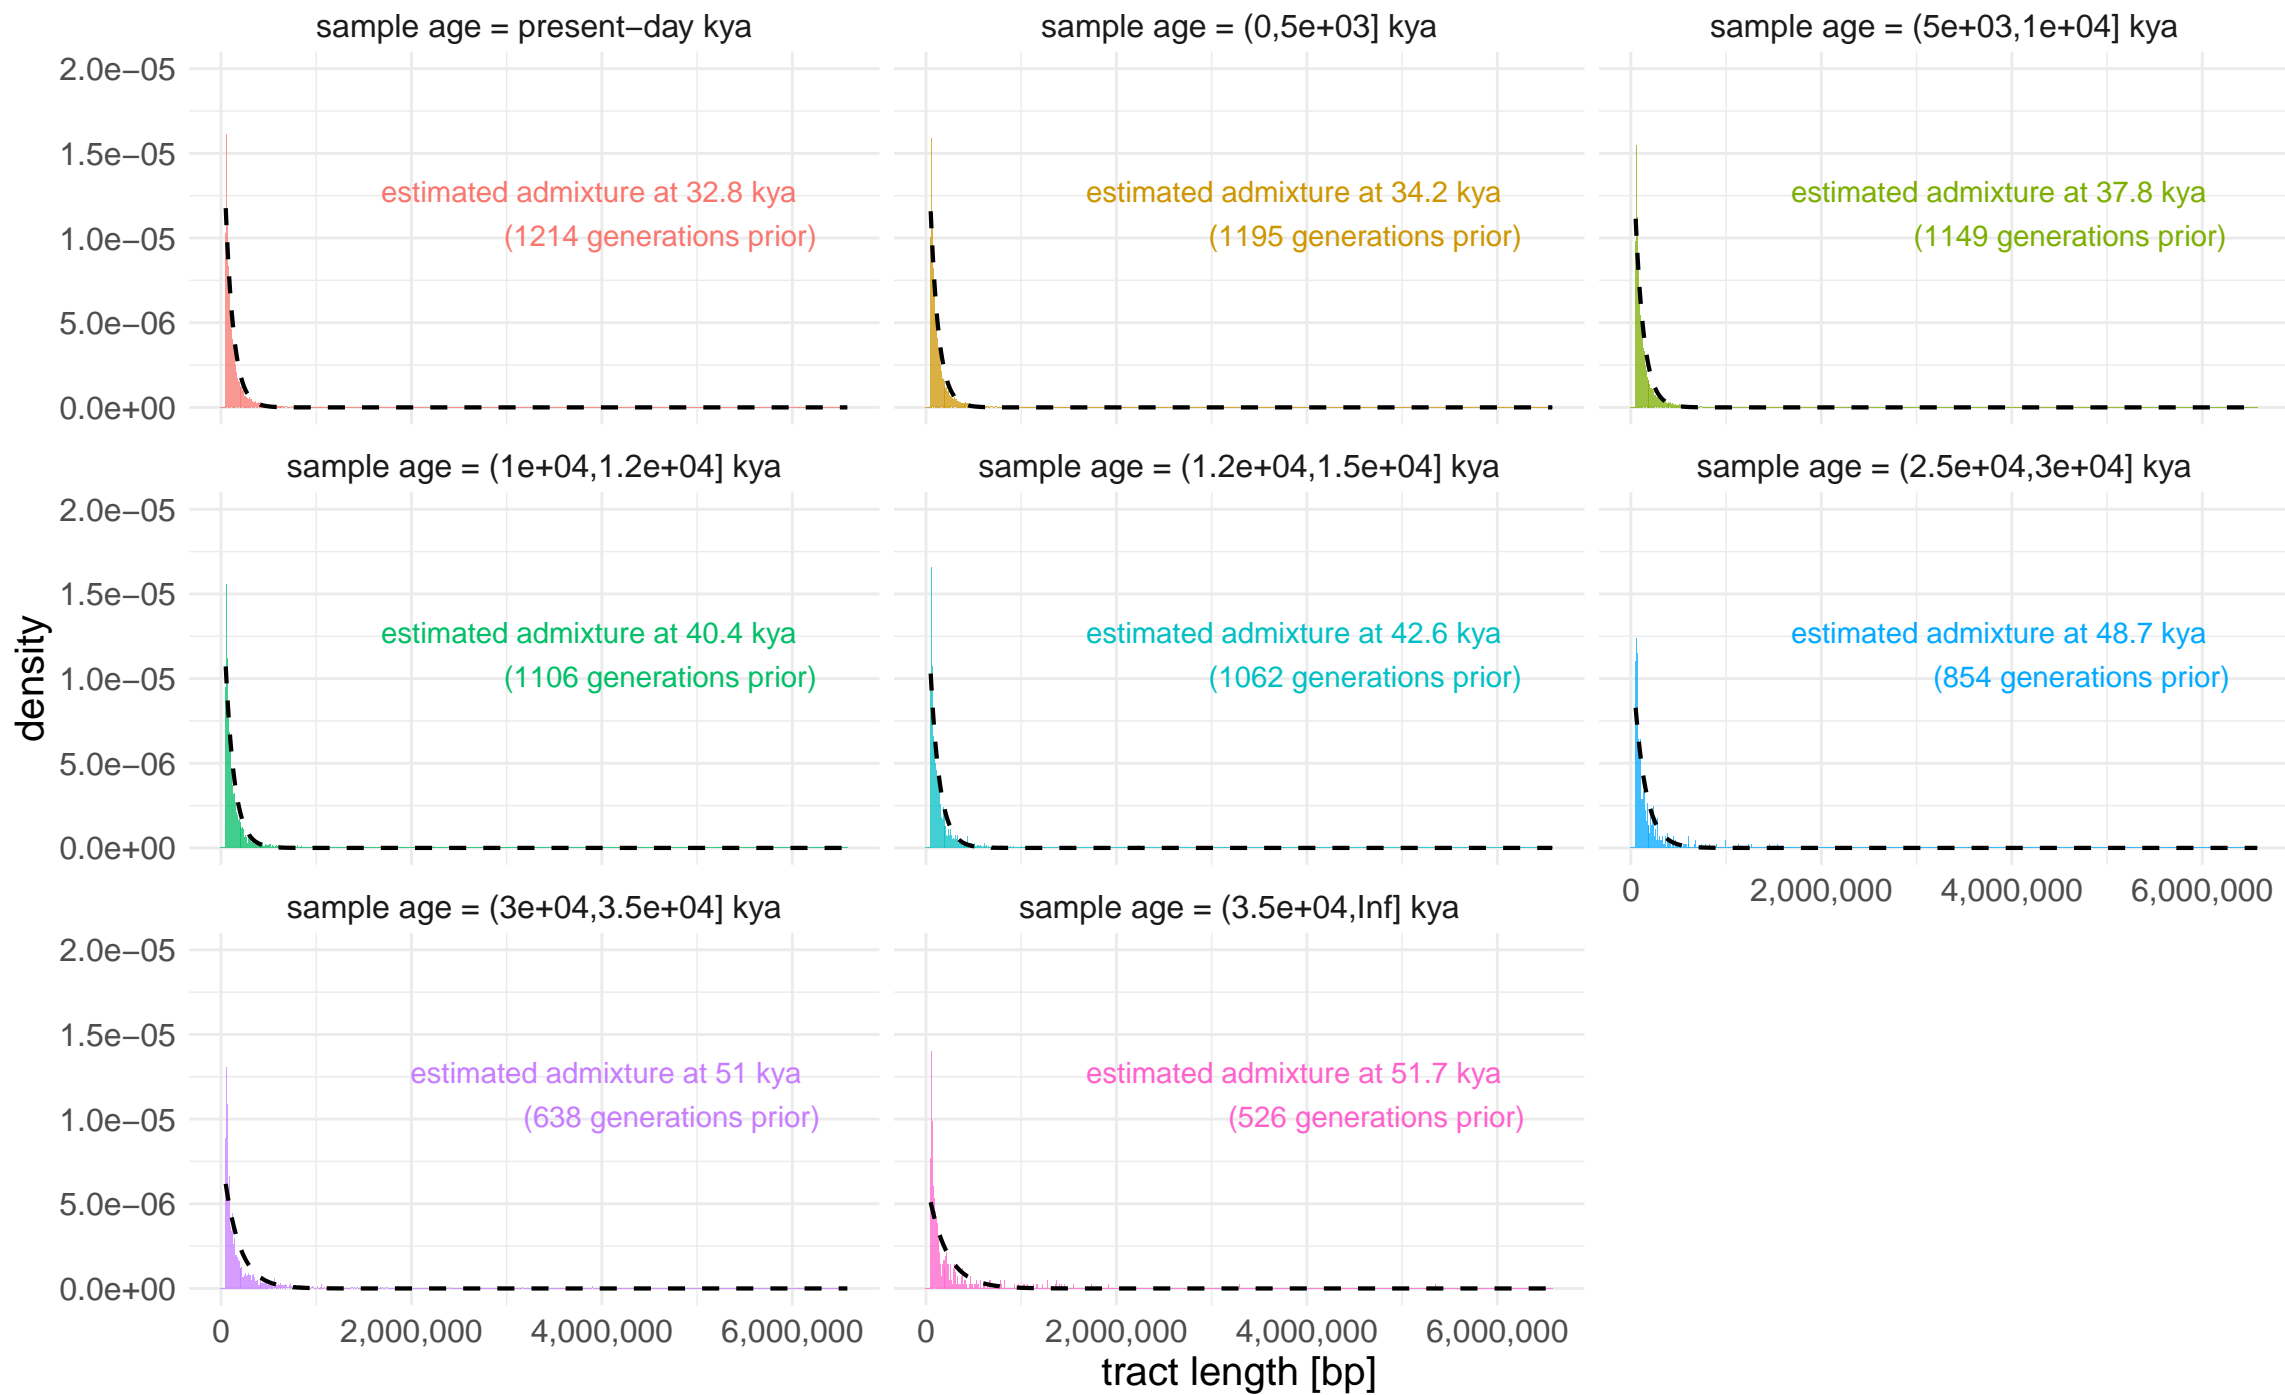 sample age = present−day kya
sample age = (0,5e+03] kya
sample age = (5e+03,1e+04] kya
2.0e−05
1.5e−05
1.0e−05
5.0e−06
0.0e+00
estimated admixture at 32.8 kya
(1214 generations prior)
estimated admixture at 34.2 kya
(1195 generations prior)
estimated admixture at 37.8 kya
(1149 generations prior)
sample age = (1e+04,1.2e+04] kya
sample age = (1.2e+04,1.5e+04] kya
sample age = (2.5e+04,3e+04] kya
2.0e−05
1.5e−05
1.0e−05
5.0e−06
0.0e+00
estimated admixture at 40.4 kya
(1106 generations prior)
estimated admixture at 42.6 kya
(1062 generations prior)
estimated admixture at 48.7 kya
(854 generations prior)
0
2,000,000
4,000,000
6,000,000
density
sample age = (3e+04,3.5e+04] kya
sample age = (3.5e+04,Inf] kya
2.0e−05
1.5e−05
1.0e−05
5.0e−06
0.0e+00
estimated admixture at 51 kya
(638 generations prior)
estimated admixture at 51.7 kya
(526 generations prior)
0
2,000,000
4,000,000
6,000,000
0
2,000,000
4,000,000
6,000,000
tract length [bp]